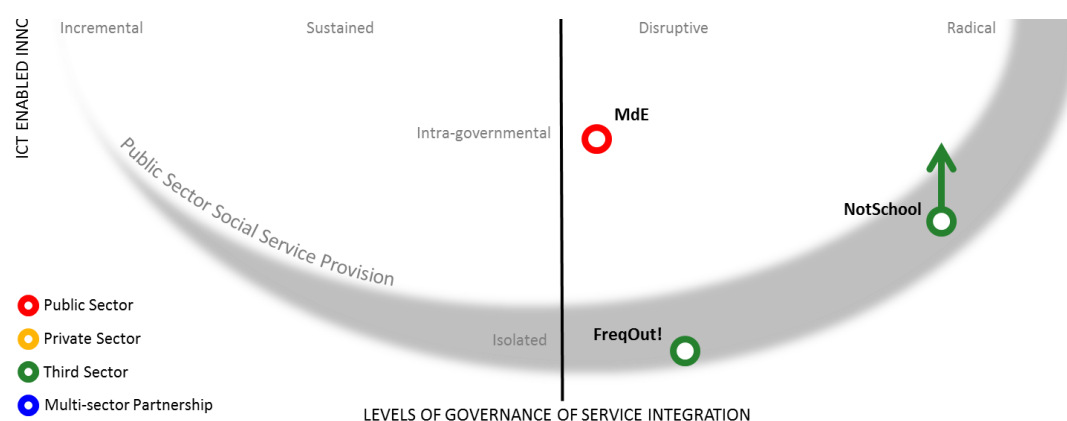 Incremental
Sustained
Disruptive
Radical
ICT ENABLED INNC
Intra-governmental
MdE
Public Sector Social Service Provision
NotSchool
Isolated
FreqOut!
Public Sector
Private Sector
Third Sector
Multi-sector Partnership
LEVELS OF GOVERNANCE OF SERVICE INTEGRATION